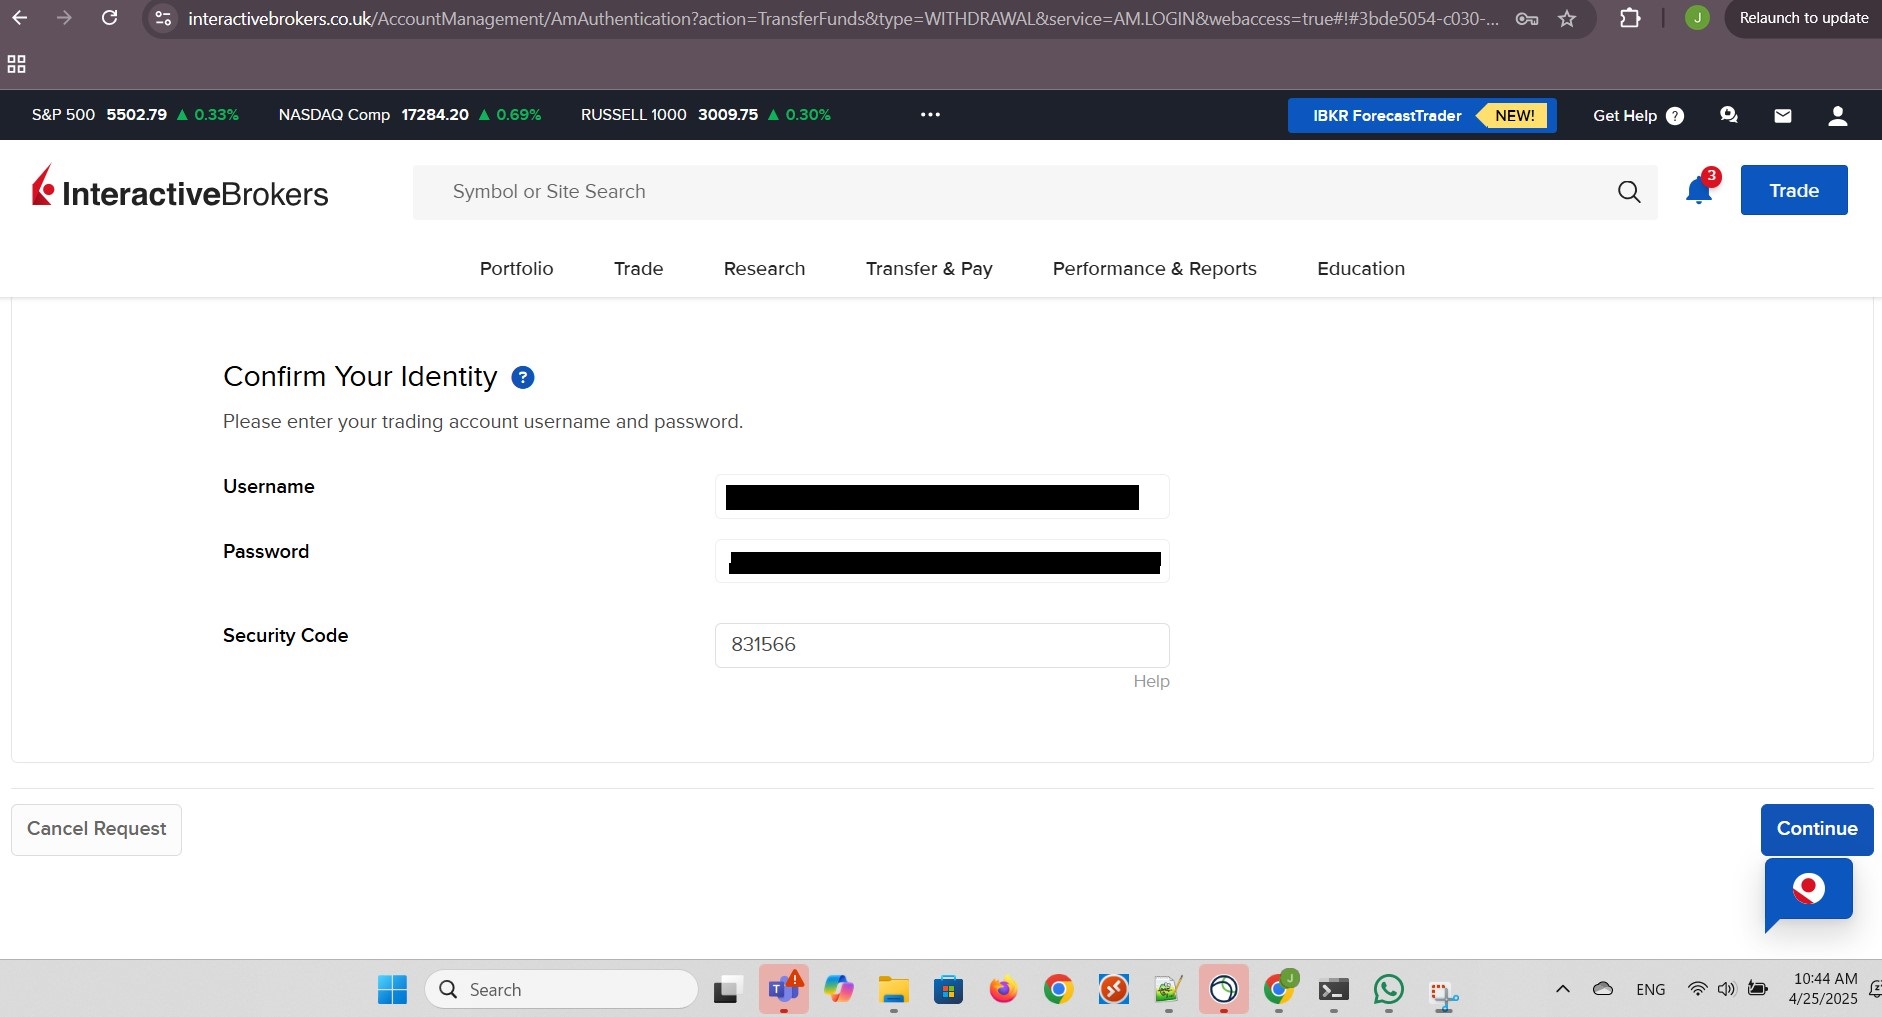 interactivebrokers.co.uk/AccountManagement/AmAuthentication?action=TransferFunds&type=WITHDRAWAL&service=AM.LOGIN&webaccess=true#!#3bde5054-c030-...
J
Relaunch to update
S&P 500 5502.79 ▲ 0.33% NASDAQ Comp 17284.20 ▲ 0.69% RUSSELL 1000 3009.75 ▲ 0.30% ••• IBKR ForecastTrader NEW! Get Help ?
InteractiveBrokers
Symbol or Site Search
3
Trade
Portfolio Trade Research Transfer & Pay Performance & Reports Education
Confirm Your Identity ?
Please enter your trading account username and password.
Username
Password
Security Code 831566
Help
Cancel Request Continue
Search
T
J
ENG
10:44 AM
4/25/2025